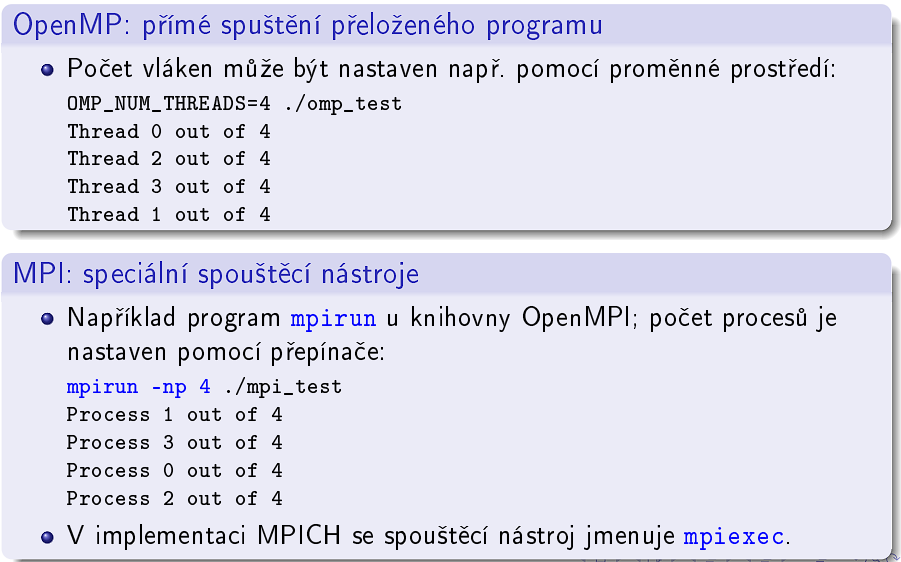 OpenMP: přímé spuštění přeloženého programu
Počet vláken může být nastaven např. pomocí proměnné prostředí:
OMP_NUM_THREADS=4 ./omp_test
Thread 0 out of 4
Thread 2 out of 4
Thread 3 out of 4
Thread 1 out of 4
MPI: speciální spouštěcí nástroje
Například program mpirun u knihovny OpenMPI; počet procesů je
nastaven pomocí přepínače:
mpirun -np 4 ./mpi_test
Process 1 out of 4
Process 3 out of 4
Process 0 out of 4
Process 2 out of 4
V implementaci MPICH se spouštěcí nástroj jmenuje mpiexec.